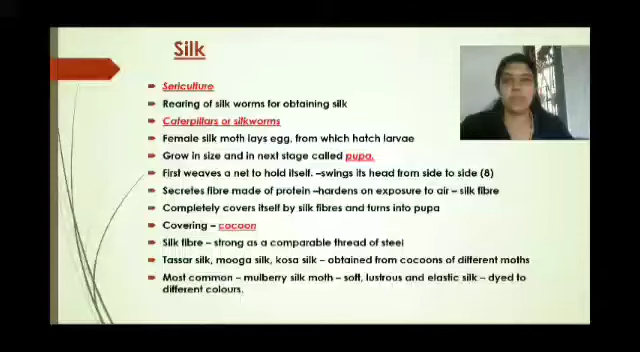 Silk
Sericulture
Rearing of silk worms for obtaining silk
Caterpillars or silkworms
Female silk moth lays egg, from which hatch larvae
Grow in size and in next stage called pupa.
First weaves a net to hold itself. –swings its head from side to side (8)
Secretes fibre made of protein –hardens on exposure to air – silk fibre
Completely covers itself by silk fibres and turns into pupa
Covering – cocoon
Silk fibre – strong as a comparable thread of steel
Tassar silk, mooga silk, kosa silk – obtained from cocoons of different moths
Most common – mulberry silk moth – soft, lustrous and elastic silk – dyed to
different colours.